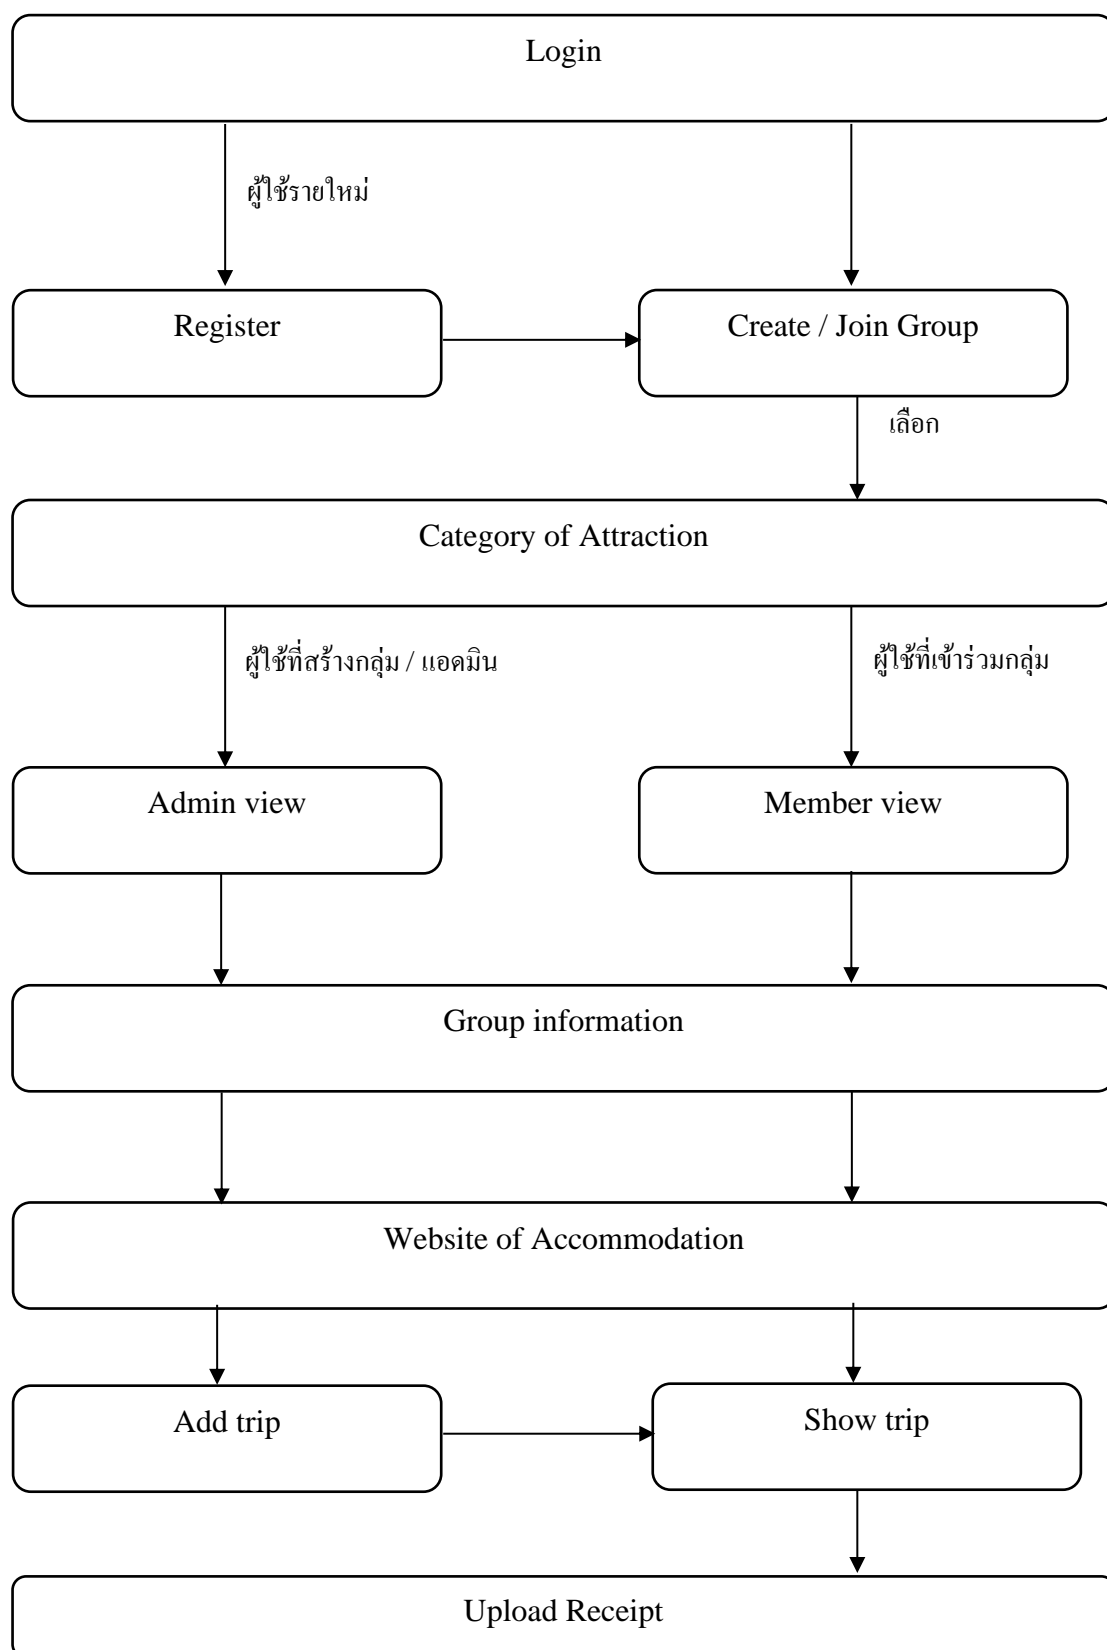 Login
ผู้ใช้รายใหม่
Register
Create / Join Group
เลือก
Category of Attraction
ผู้ใช้ที่สร้างกลุ่ม / แอดมิน
ผู้ใช้ที่เข้าร่วมกลุ่ม
Admin view
Member view
Group information
Website of Accommodation
Add trip
Show trip
Upload Receipt